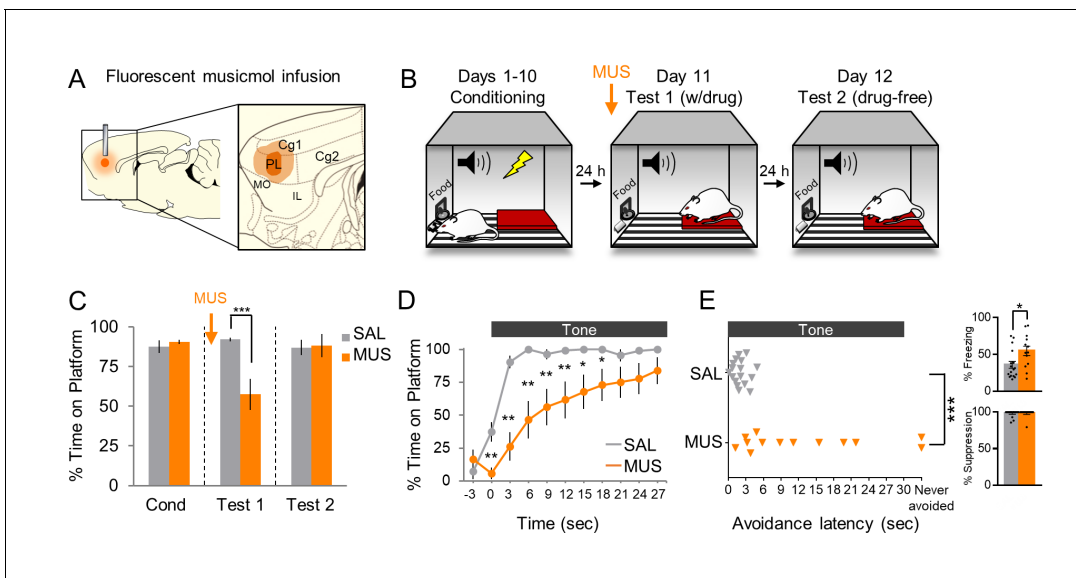 A
Fluorescent musicmol infusion
Cg1
Cg2
PL
MO
IL
B
Days 1-10
Conditioning
MUS
Day 11
Test 1 (w/drug)
Day 12
Test 2 (drug-free)
Food
24 h
Food
24 h
Food
C
MUS
***
SAL
MUS
% Time on Platform
100
75
50
25
0
Cond
Test 1
Test 2
D
Tone
% Time on Platform
100
75
50
25
0
** ** ** ** ** * *
SAL
MUS
-3 0 3 6 9 12 15 18 21 24 27
Time (sec)
E
Tone
SAL
MUS
***
0 3 6 9 12 15 18 21 24 27 30 Never
avoided
Avoidance latency (sec)
*
% Freezing
100
50
0
% Suppression
100
50
0